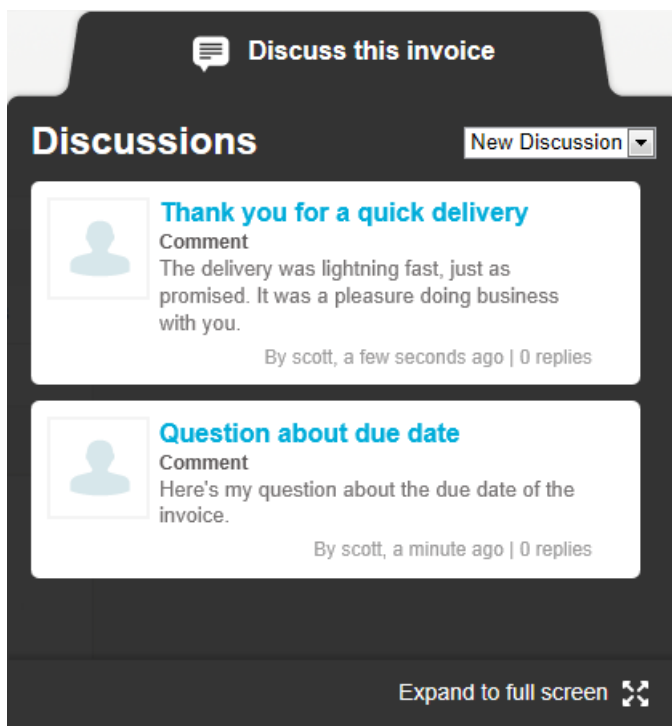 Discuss this invoice
Discussions
New Discussion
Thank you for a quick delivery
Comment
The delivery was lightning fast, just as
promised. It was a pleasure doing business
with you.
By scott, a few seconds ago | 0 replies
Question about due date
Comment
Here's my question about the due date of the
invoice.
By scott, a minute ago | 0 replies
Expand to full screen